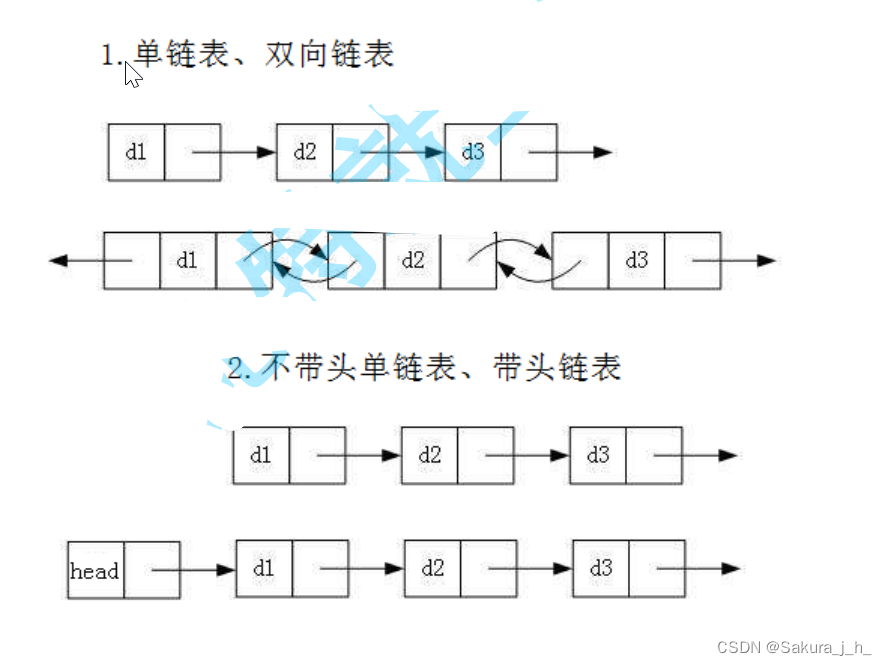 1. 单链表、双向链表
d1 d2 d3
d1 d2 d3
2. 不带头单链表、带头链表
d1 d2 d3
head d1 d2 d3
CSDN @Sakura_j_h_